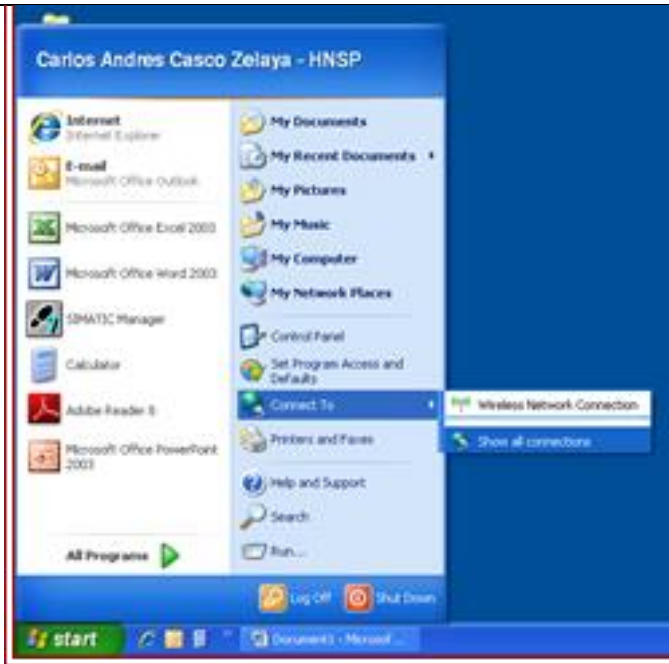 Carlos Andres Casco Zelaya - HNSP
Internet
Internet Explorer
E-mail
Microsoft Office Outlook
Microsoft Office Excel 2003
Microsoft Office Word 2003
SIMATIC Manager
Calculator
Adobe Reader 8
Microsoft Office PowerPoint
2003
All Programs
My Documents
My Recent Documents
My Pictures
My Music
My Computer
My Network Places
Control Panel
Set Program Access and
Defaults
Connect To
Printers and Faxes
Help and Support
Search
Run...
Wireless Network Connection
Show all connections
Log Off
Shut Down
start
Document1 - Microsof...